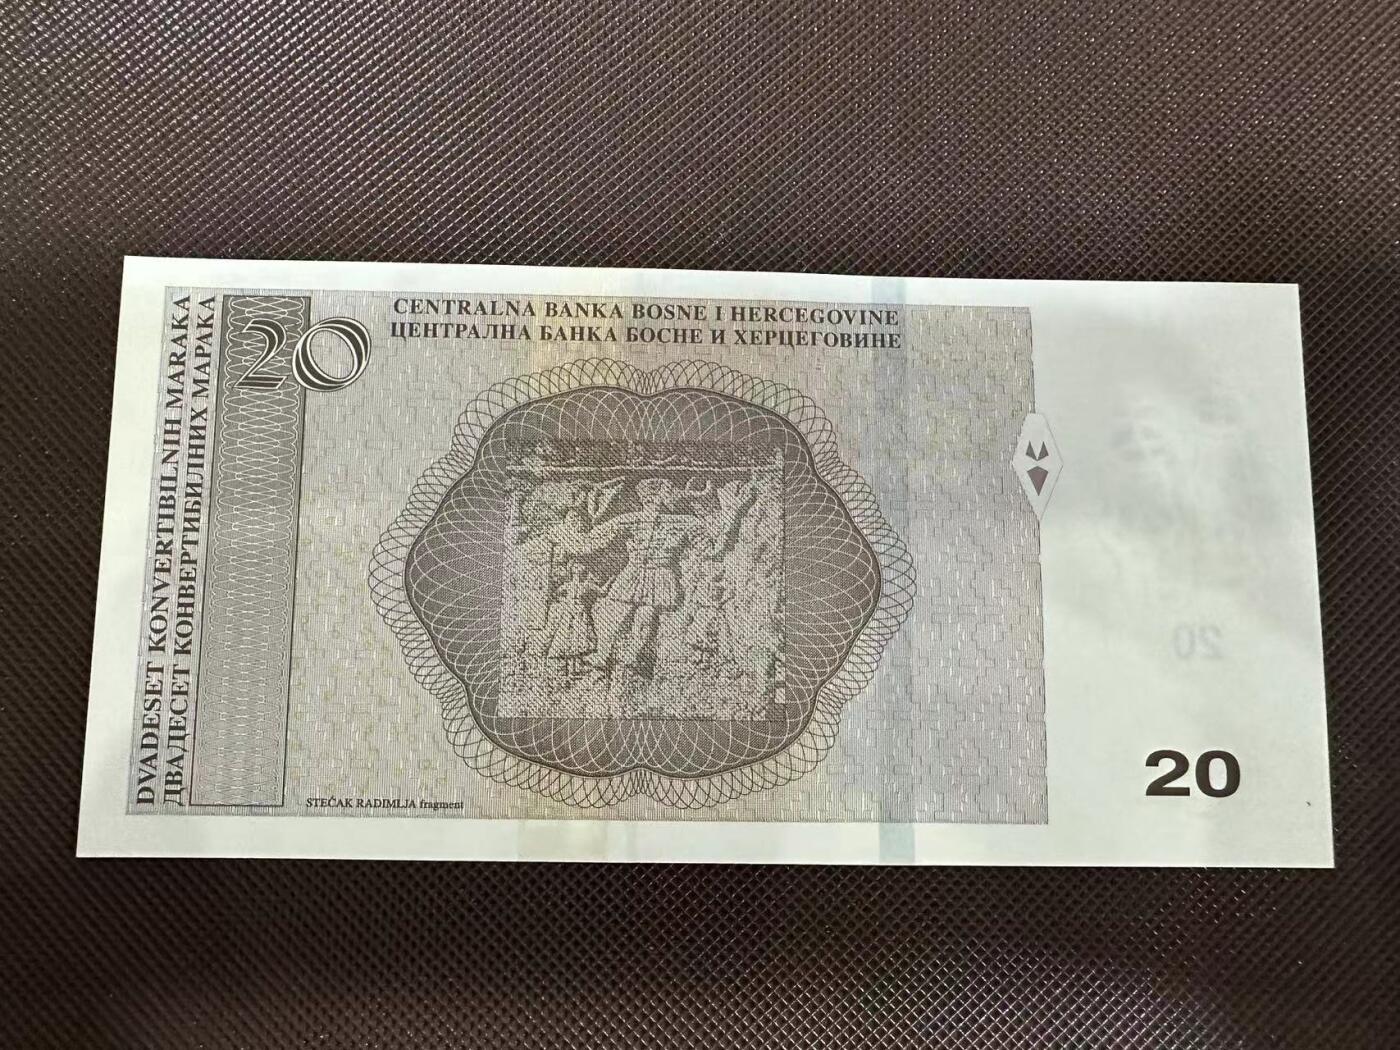 DVADESET KONVERTIBILNIH MARAKA
ДВАДЕСЕТ КОНВЕРТИБИЛНИХ МАРАКА
20
CENTRALNA BANKA BOSNE I HERCEGOVINE
ЦЕНТРАЛНА БАНКА БОСНЕ И ХЕРЦЕГОВИНЕ
20
20
STEĆAK RADIMLJA fragment